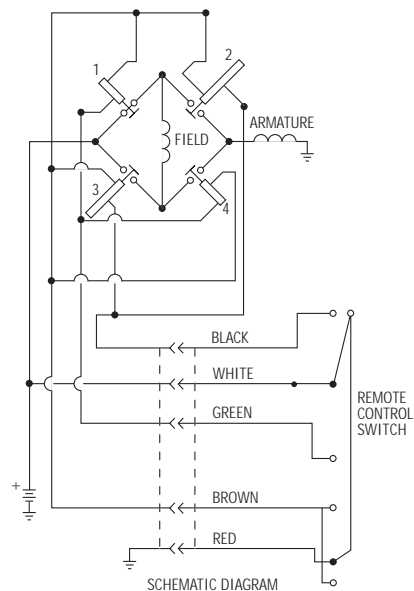 1
2
ARMATURE
FIELD
3
4
BLACK
WHITE
REMOTE
CONTROL
SWITCH
GREEN
+
BROWN
RED
SCHEMATIC DIAGRAM